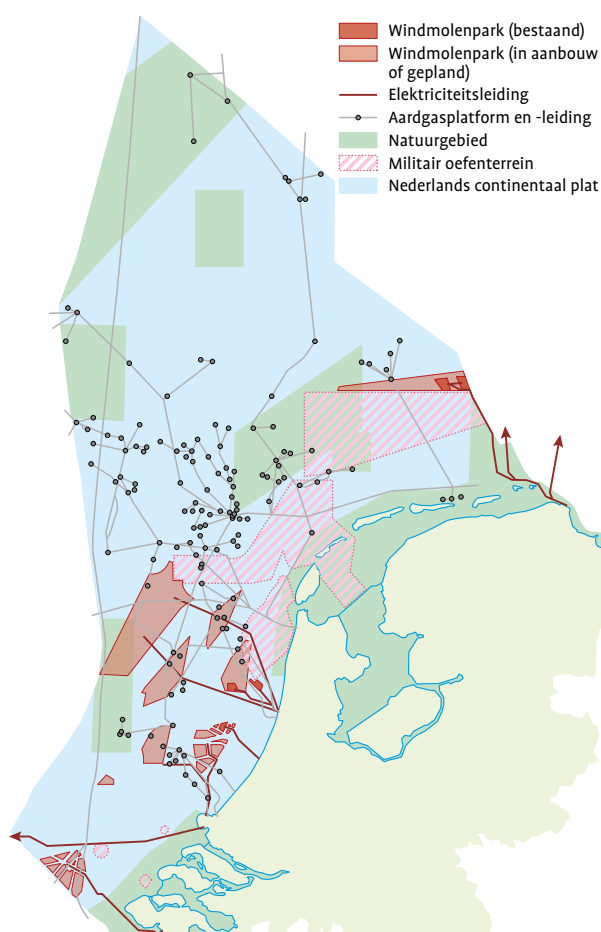 Windmolenpark (bestaand)
Windmolenpark (in aanbouw
of gepland)
Elektriciteitsleiding
Aardgasplatform en -leiding
Natuurgebied
Militair oefenterrein
Nederlands continentaal plat